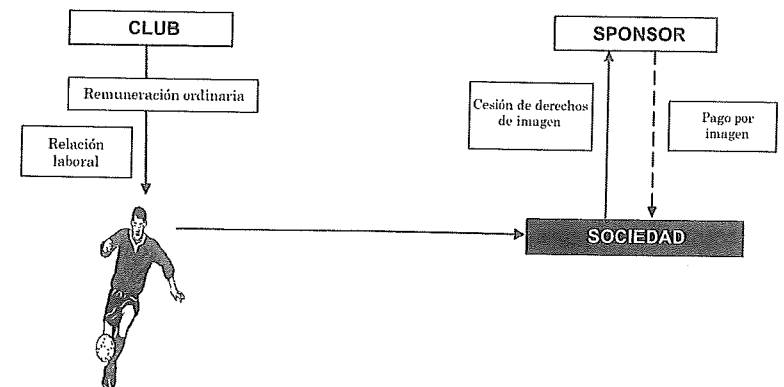 CLUB
SPONSOR
Remuneración ordinaria
Relación
laboral
Cesión de derechos
de imagen
Pago por
imagen
SOCIEDAD